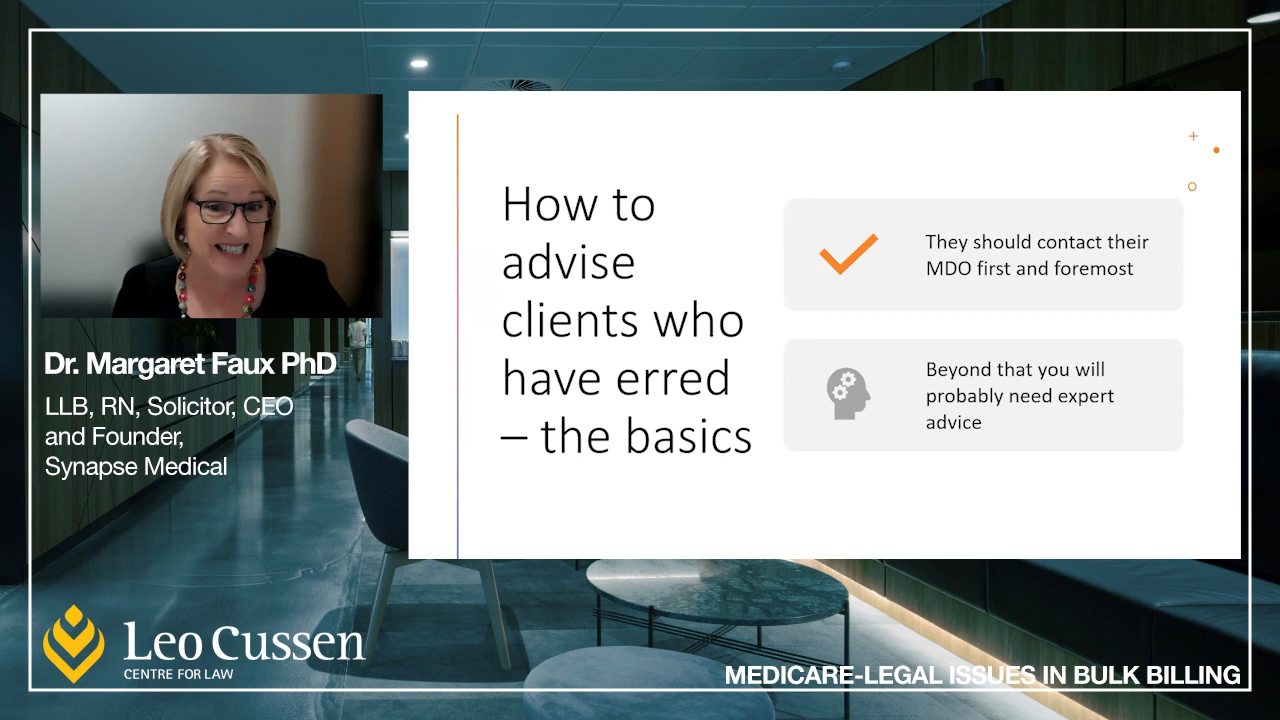 Dr. Margaret Faux PhD
LLB, RN, Solicitor, CEO
and Founder,
Synapse Medical
How to
advise
clients who
have erred
– the basics
They should contact their
MDO first and foremost
Beyond that you will
probably need expert
advice
Leo Cussen
CENTRE FOR LAW
MEDICARE-LEGAL ISSUES IN BULK BILLING